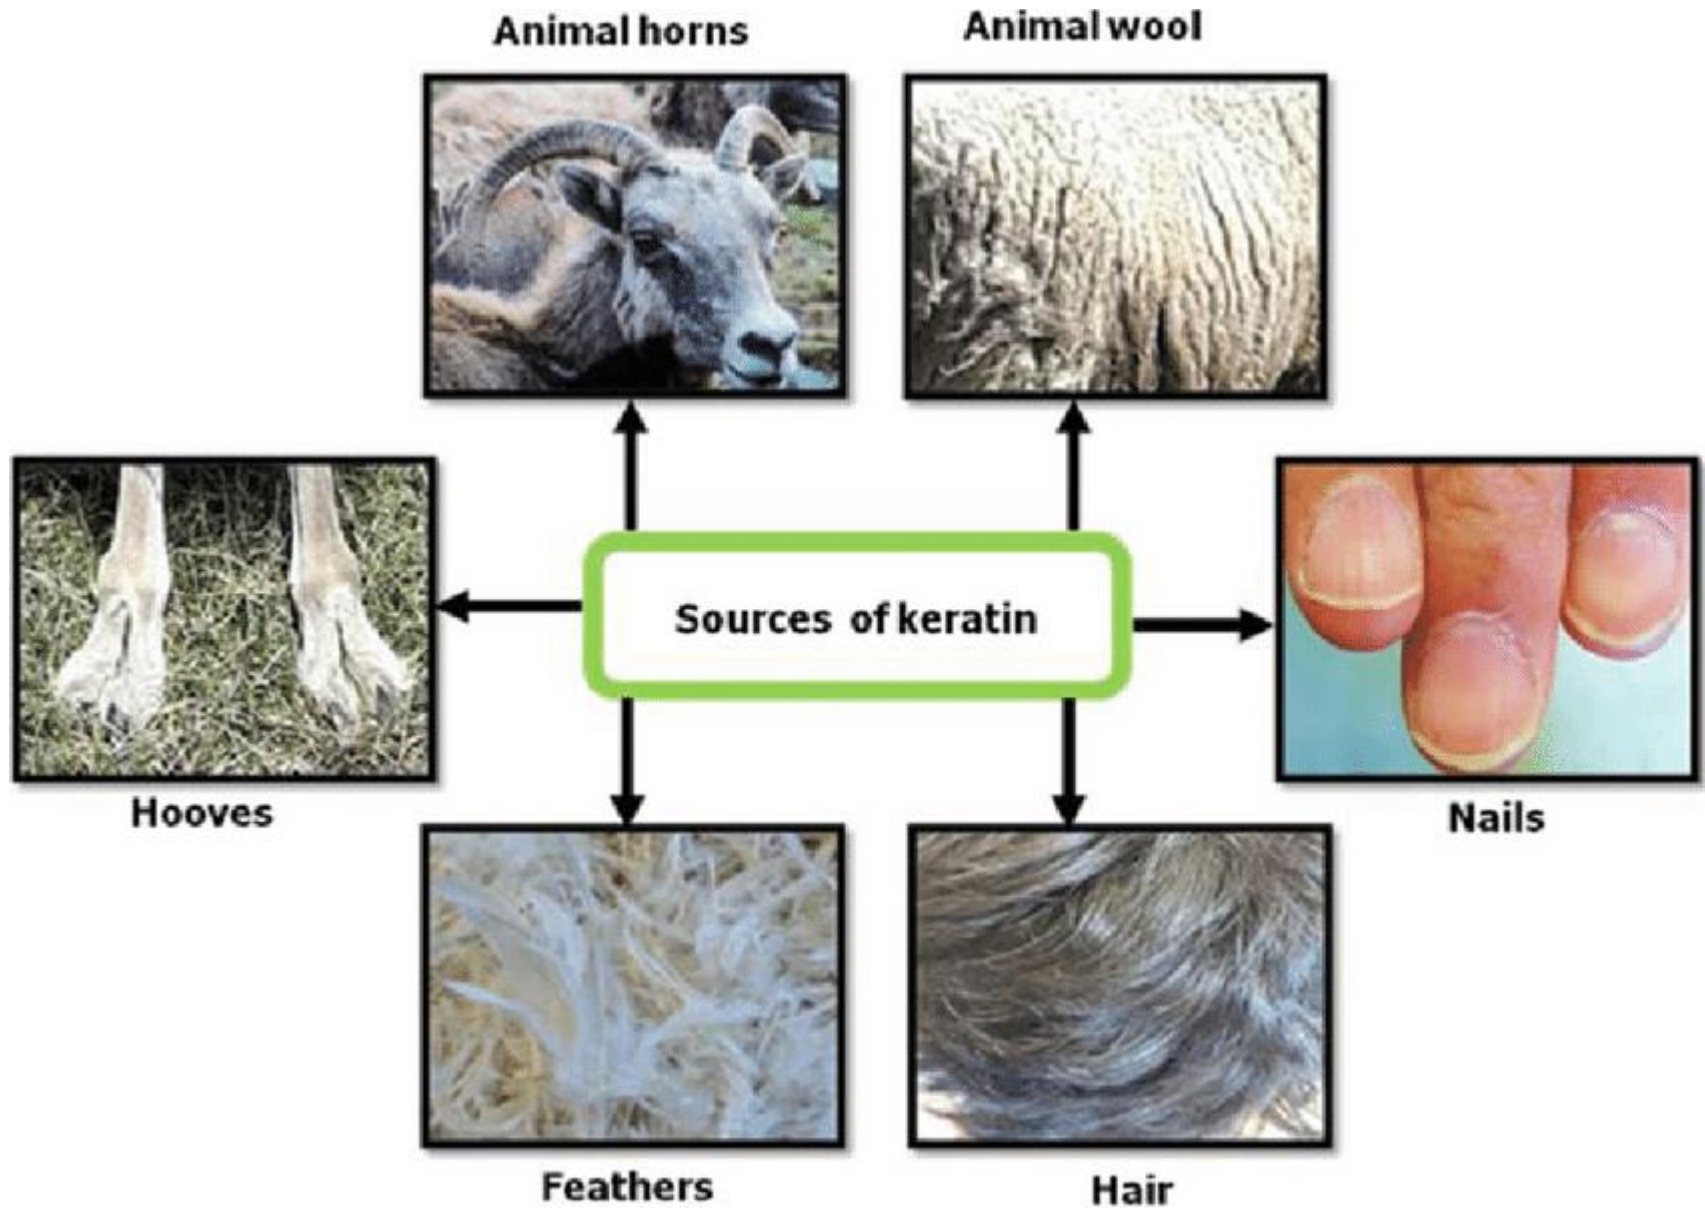 Animal horns
Animal wool
Sources of keratin
Hooves
Nails
Feathers
Hair